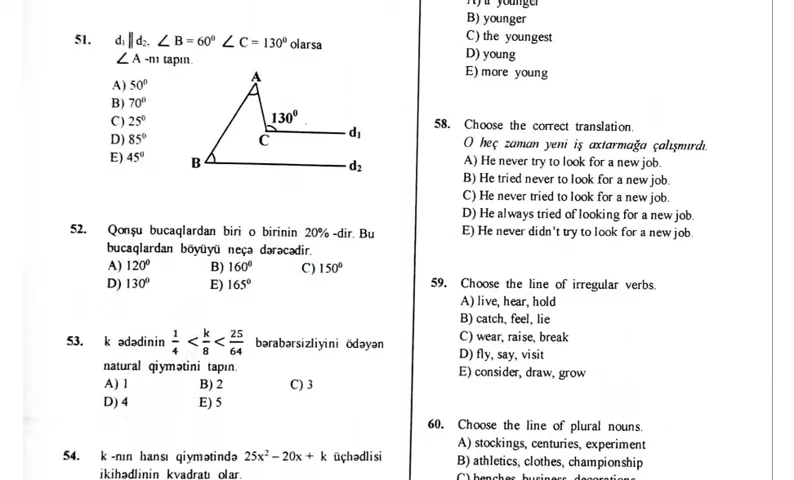 51. d₁ ∥ d₂, ∠ B = 60⁰ ∠ C = 130⁰ olarsa
∠ A -nı tapın.
A) 50⁰
B) 70⁰
C) 25⁰
D) 85⁰
E) 45⁰
A
130⁰
C
d₁
B
d₂
52. Qonşu bucaqlardan biri o birinin 20% -dir. Bu
bucaqlardan böyüyü neçə dərəcədir.
A) 120⁰ B) 160⁰ C) 150⁰
D) 130⁰ E) 165⁰
53. k ədədinin 1/4 < k/8 < 25/64 bərabərsizliyini ödəyən
natural qiymətini tapın.
A) 1 B) 2 C) 3
D) 4 E) 5
54. k -nın hansı qiymətində 25x² – 20x + k üçhədlisi
ikihədlinin kvadratı olar.
A) a younger
B) younger
C) the youngest
D) young
E) more young
58. Choose the correct translation.
O heç zaman yeni iş axtarmağa çalışmırdı.
A) He never try to look for a new job.
B) He tried never to look for a new job.
C) He never tried to look for a new job.
D) He always tried of looking for a new job.
E) He never didn't try to look for a new job.
59. Choose the line of irregular verbs.
A) live, hear, hold
B) catch, feel, lie
C) wear, raise, break
D) fly, say, visit
E) consider, draw, grow
60. Choose the line of plural nouns.
A) stockings, centuries, experiment
B) athletics, clothes, championship
C) benches, business, decorations